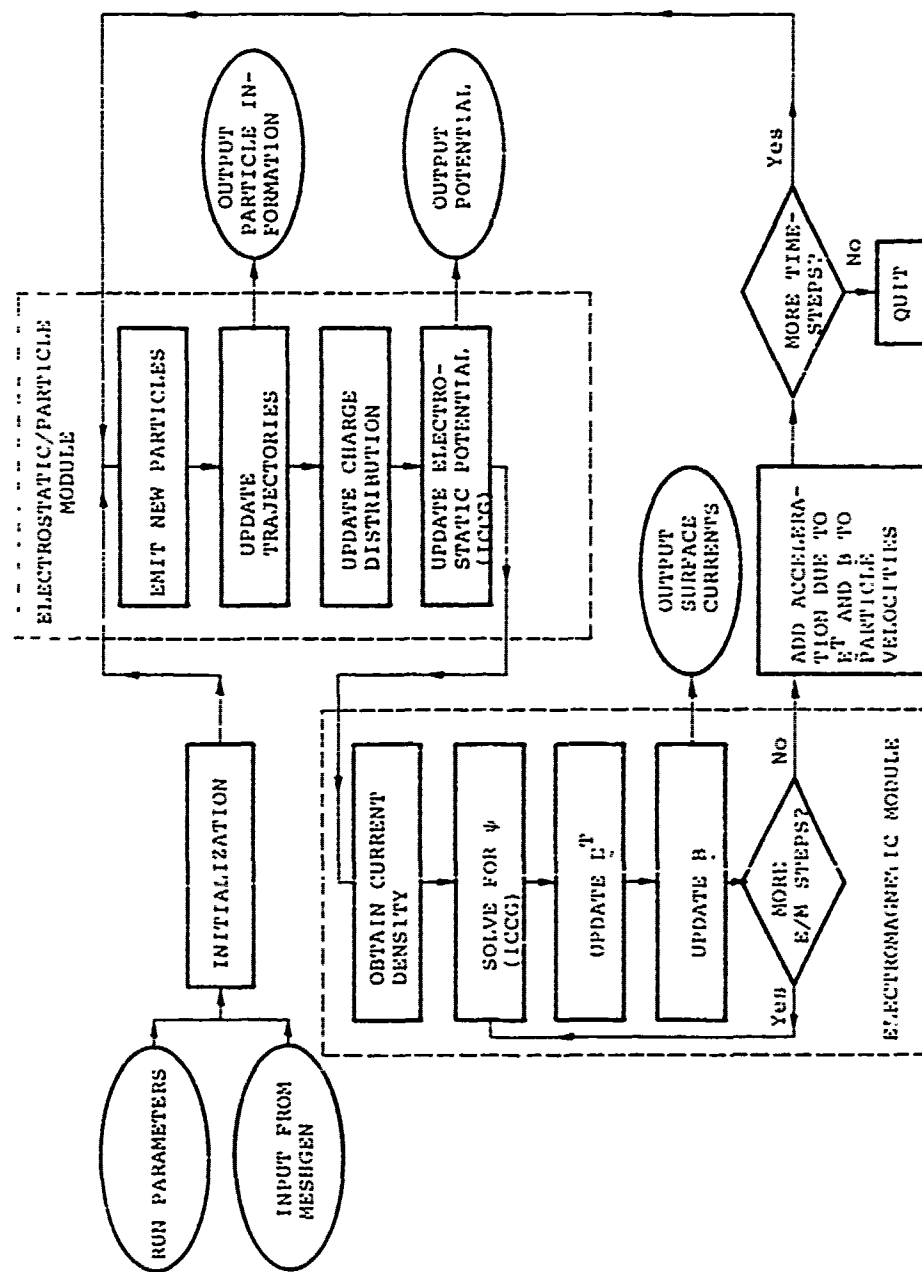 RUN PARAMETERS
INPUT FROM
MESHGEN
INITIALIZATION
ELECTROSTATIC/PARTICLE
MODULE
EMIT NEW PARTICLES
UPDATE
TRAJECTORIES
UPDATE CHARGE
DISTRIBUTION
UPDATE ELECTRO-
STATIC POTENTIAL
(ICCG)
OUTPUT
PARTICLE IN-
FORMATION
OUTPUT
POTENTIAL
OBTAIN CURRENT
DENSITY
SOLVE FOR ψ
(ICCG)
UPDATE E^T
UPDATE B
MORE
E/M STEPS?
Yes
No
ELECTROMAGNETIC MODULE
OUTPUT
SURFACE
CURRENTS
ADD ACCELERA-
TION DUE TO
E^T AND B TO
PARTICLE
VELOCITIES
MORE TIME-
STEPS?
Yes
No
QUIT